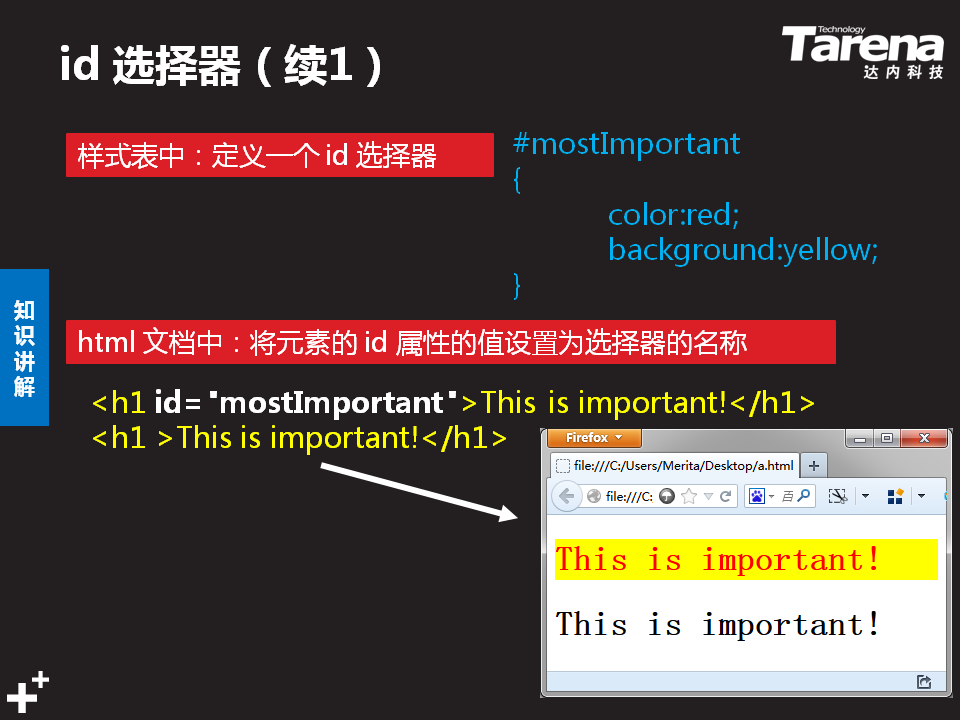 id 选择器（续1）
Technology
Tarena
达内科技
样式表中：定义一个 id 选择器
#mostImportant
{
color:red;
background:yellow;
}
知识讲解
html 文档中：将元素的 id 属性的值设置为选择器的名称
<h1 id="mostImportant">This is important!</h1>
<h1 >This is important!</h1>
Firefox
file:///C:/Users/Merita/Desktop/a.html
file:///C:
百
This is important!
This is important!